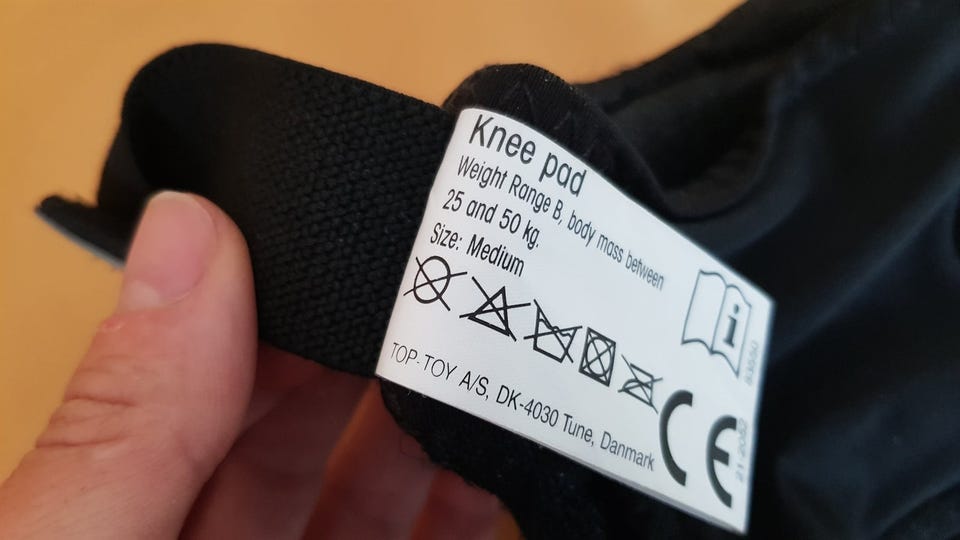 Knee pad
Weight Range B, body mass between
25 and 50 kg.
Size: Medium
TOP-TOY A/S, DK-4030 Tune, Danmark
i
CE